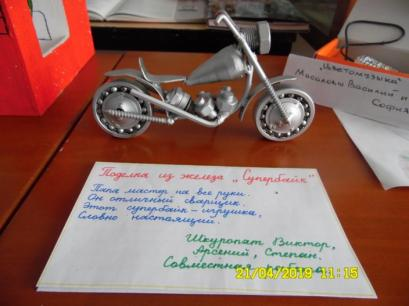 "Цветомузыка"
Василий и
София
Поделка из железа "Супербайк"
Папа мастер на все руки.
Он отличный сварщик.
Этот супербайк - игрушка,
Словно настоящий.
Шкуропат Виктор,
Арсений, Степан.
Совместная работа
21/04/2019 11:15